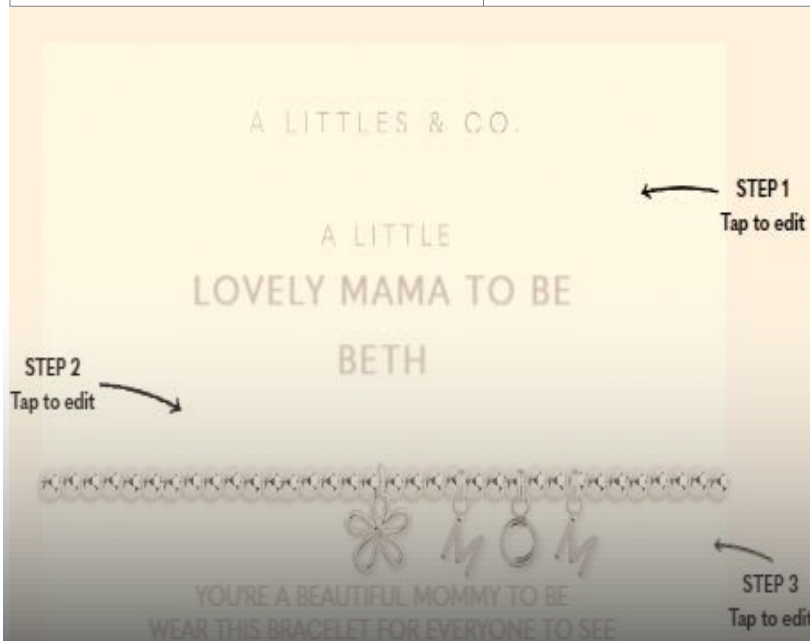 A LITTLES & CO.
STEP 1
Tap to edit
A LITTLE
LOVELY MAMA TO BE
BETH
STEP 2
Tap to edit
M O M
YOU'RE A BEAUTIFUL MOMMY TO BE
WEAR THIS BRACELET FOR EVERYONE TO SEE
STEP 3
Tap to edit